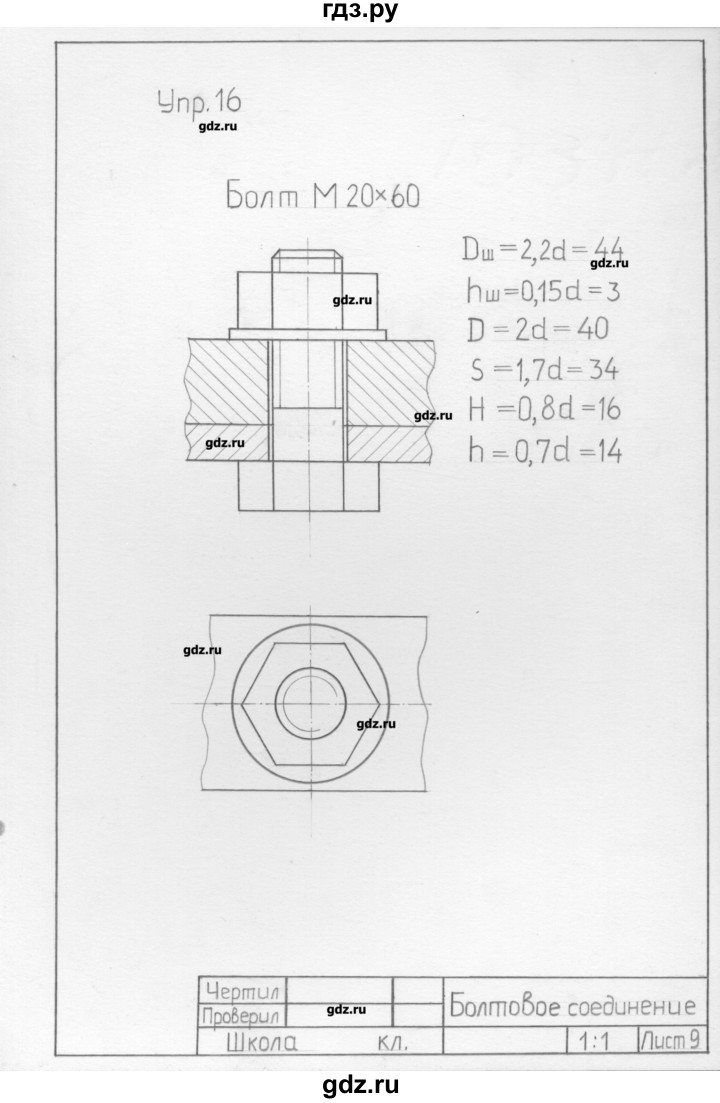 гдз.ру
Упр.16
gdz.ru
Болт М 20×60
Dш=2,2d=44
gdz.ru
hш=0,15d=3
gdz.ru
D=2d=40
S=1,7d=34
H=0,8d=16
gdz.ru
h=0,7d=14
gdz.ru
gdz.ru
gdz.ru
Чертил
Проверил
gdz.ru
Болтовое соединение
Школа кл.
1:1
Лист 9
gdz.ru